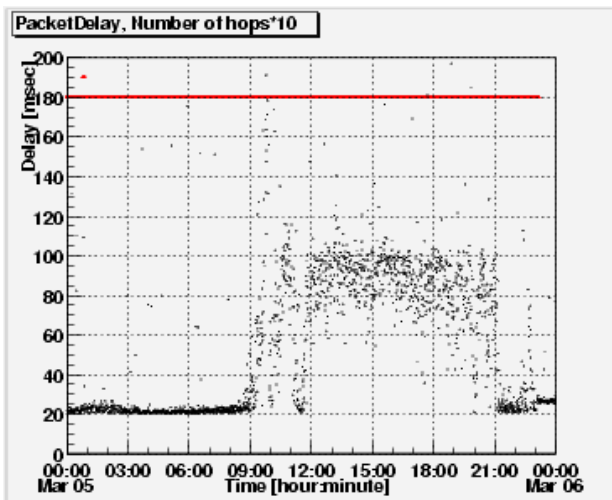 PacketDelay, Number of hops*10
Delay [msec]
200
180
160
140
120
100
80
60
40
20
0
00:00 03:00 06:00 09:00 12:00 15:00 18:00 21:00 00:00
Mar 05 Time [hour:minute] Mar 06